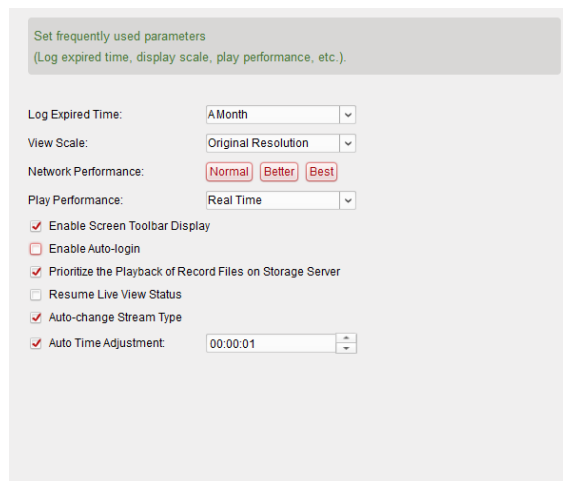 Set frequently used parameters
(Log expired time, display scale, play performance, etc.).
Log Expired Time: A Month
View Scale: Original Resolution
Network Performance: Normal Better Best
Play Performance: Real Time
Enable Screen Toolbar Display
Enable Auto-login
Prioritize the Playback of Record Files on Storage Server
Resume Live View Status
Auto-change Stream Type
Auto Time Adjustment: 00:00:01